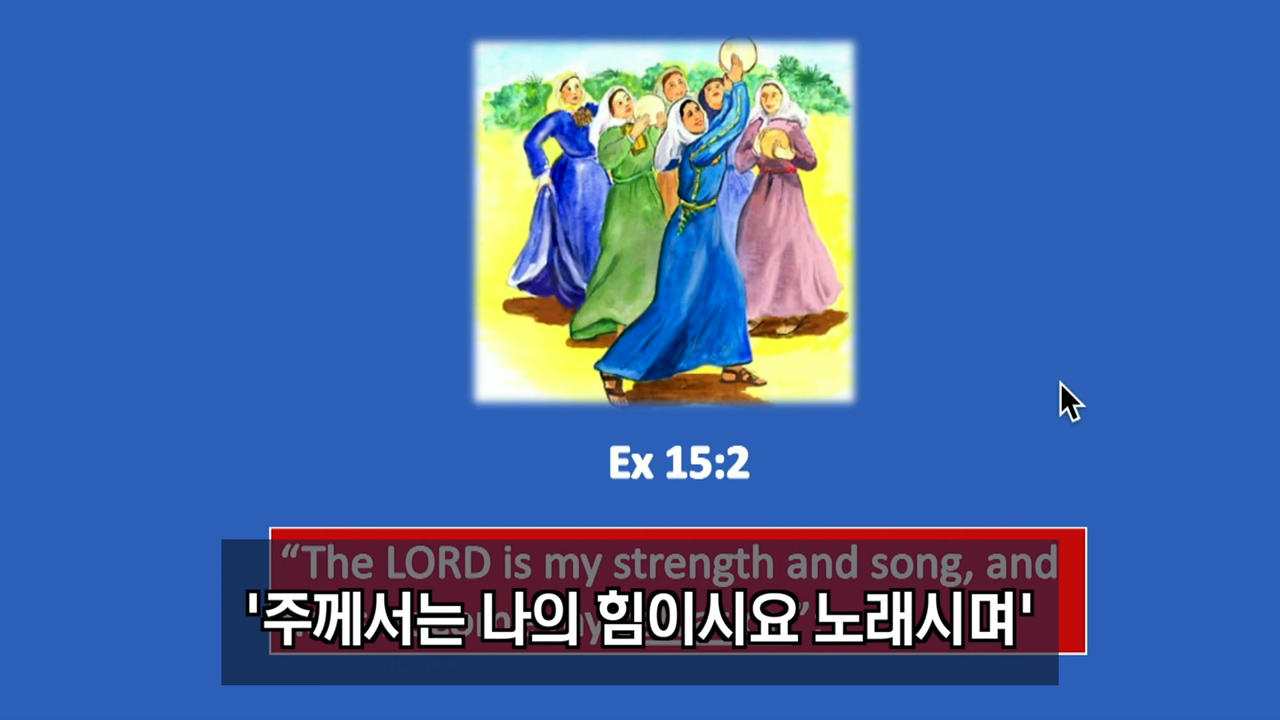 Ex 15:2
“The LORD is my strength and song, and
'주께서는 나의 힘이시요 노래시며'